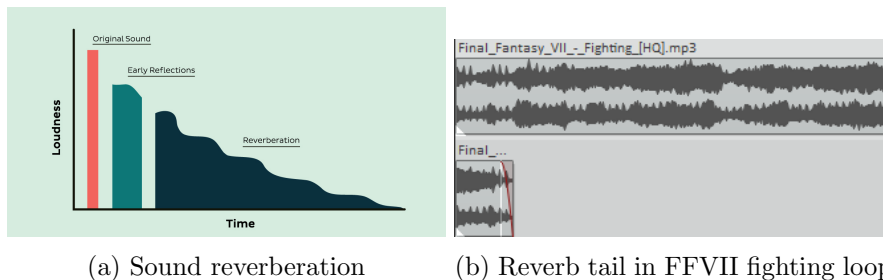 Original Sound
Early Reflections
Reverberation
Loudness
Time
(a) Sound reverberation
Final_Fantasy_VII_-_Fighting_[HQ].mp3
Final_...
(b) Reverb tail in FFVII fighting loop